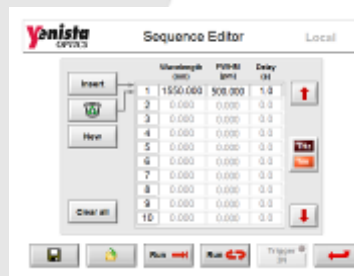 Yenista
OPTICS
Sequence Editor
Local
Wavelength (nm) FWHM (pm) Delay (s)
Insert
New
Clear all
1 1550.000 500.000 1.0
2 0.000 0.000 0.0
3 0.000 0.000 0.0
4 0.000 0.000 0.0
5 0.000 0.000 0.0
6 0.000 0.000 0.0
7 0.000 0.000 0.0
8 0.000 0.000 0.0
9 0.000 0.000 0.0
10 0.000 0.000 0.0
Run
Run
Trigger
IN